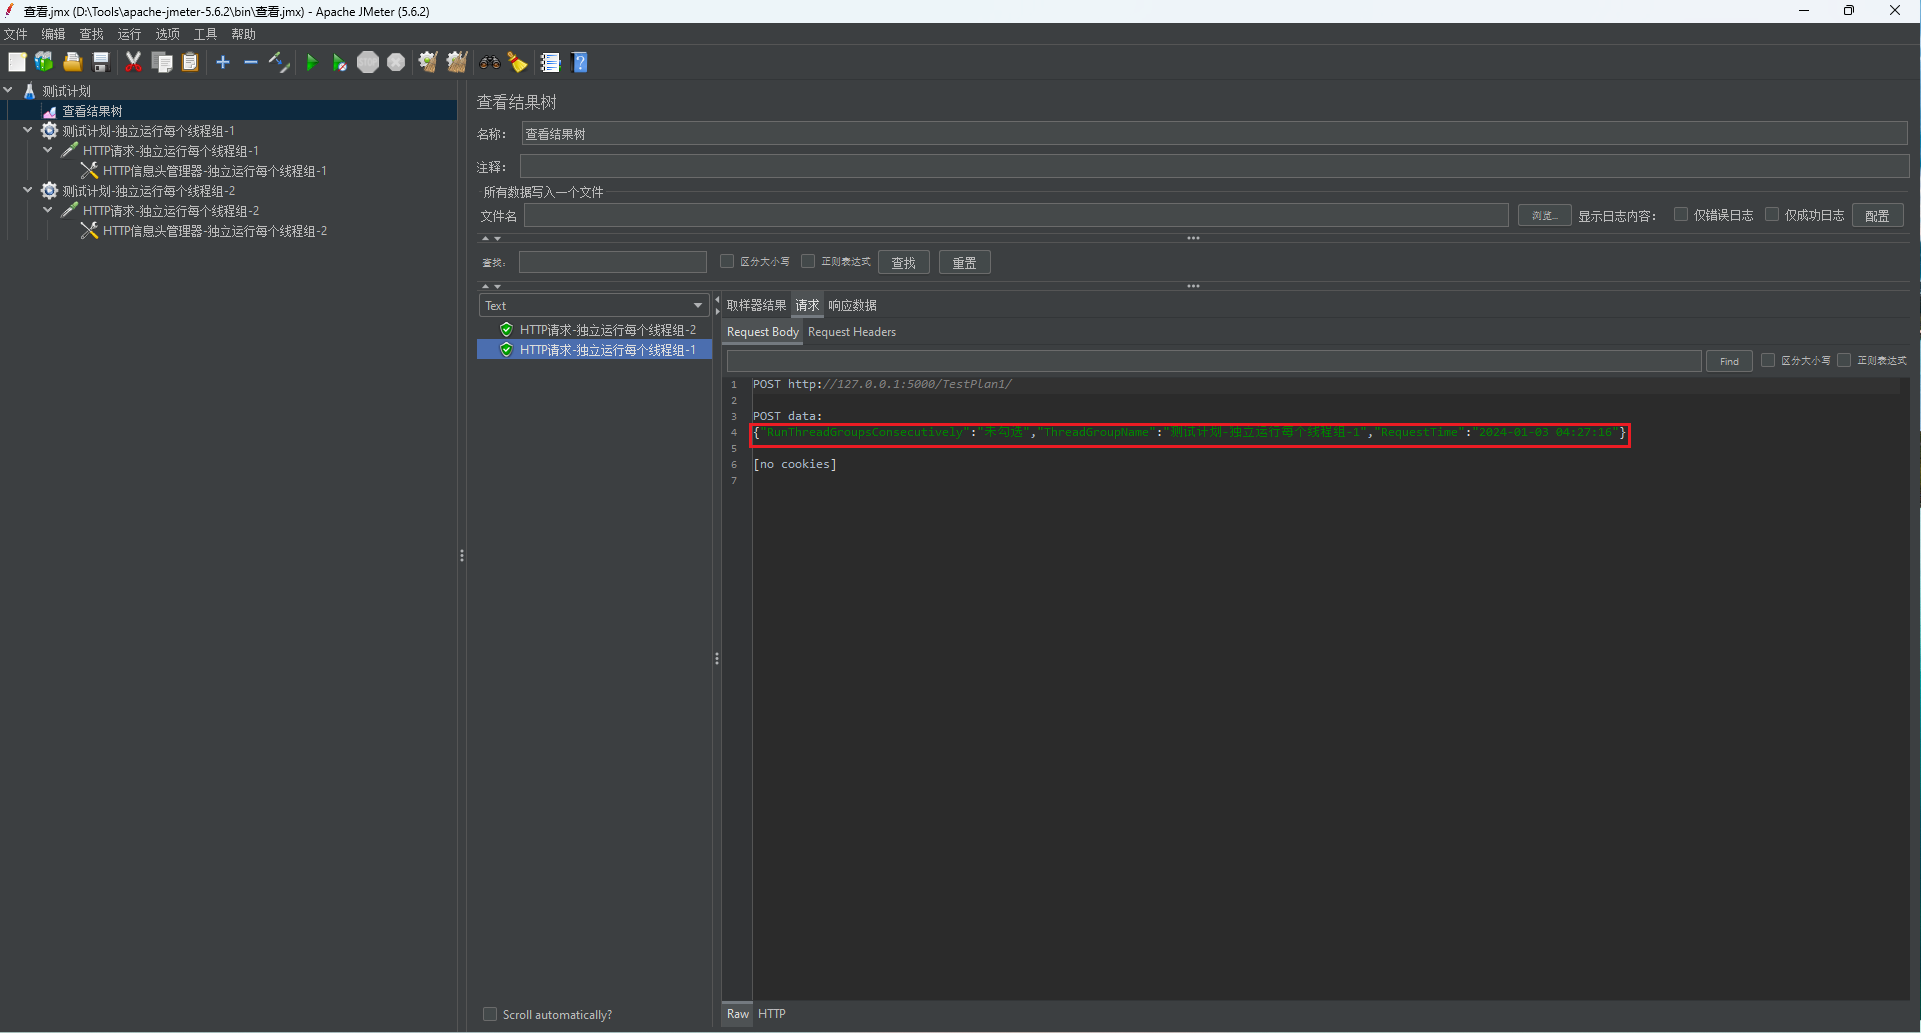 查看.jmx (D:\Tools\apache-jmeter-5.6.2\bin\查看.jmx) - Apache JMeter (5.6.2)
文件 编辑 查找 运行 选项 工具 帮助
测试计划
查看结果树
测试计划-独立运行每个线程组-1
HTTP请求-独立运行每个线程组-1
HTTP信息头管理器-独立运行每个线程组-1
测试计划-独立运行每个线程组-2
HTTP请求-独立运行每个线程组-2
HTTP信息头管理器-独立运行每个线程组-2
查看结果树
名称: 查看结果树
注释:
所有数据写入一个文件
文件名 浏览... 显示日志内容: 仅错误日志 仅成功日志 配置
查找: 区分大小写 正则表达式 查找 重置
Text
HTTP请求-独立运行每个线程组-2
HTTP请求-独立运行每个线程组-1
Scroll automatically?
取样器结果 请求 响应数据
Request Body Request Headers
Find 区分大小写 正则表达式
1 POST http://127.0.0.1:5000/TestPlan1/
2
3 POST data:
4 {"RunThreadGroupsConsecutively":"未勾选","ThreadGroupName":"测试计划-独立运行每个线程组-1","RequestTime":"2024-01-03 04:27:16"}
5
6 [no cookies]
7
Raw HTTP